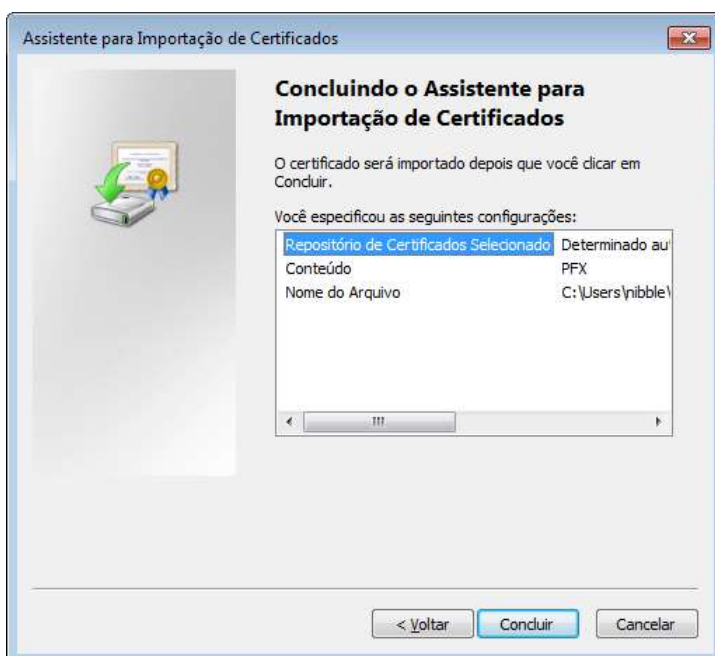 Assistente para Importação de Certificados
Concluindo o Assistente para
Importação de Certificados
O certificado será importado depois que você clicar em
Concluir.
Você especificou as seguintes configurações:
Repositório de Certificados Selecionado Determinado au
Conteúdo PFX
Nome do Arquivo C:\Users\nibble\
< Voltar Concluir Cancelar